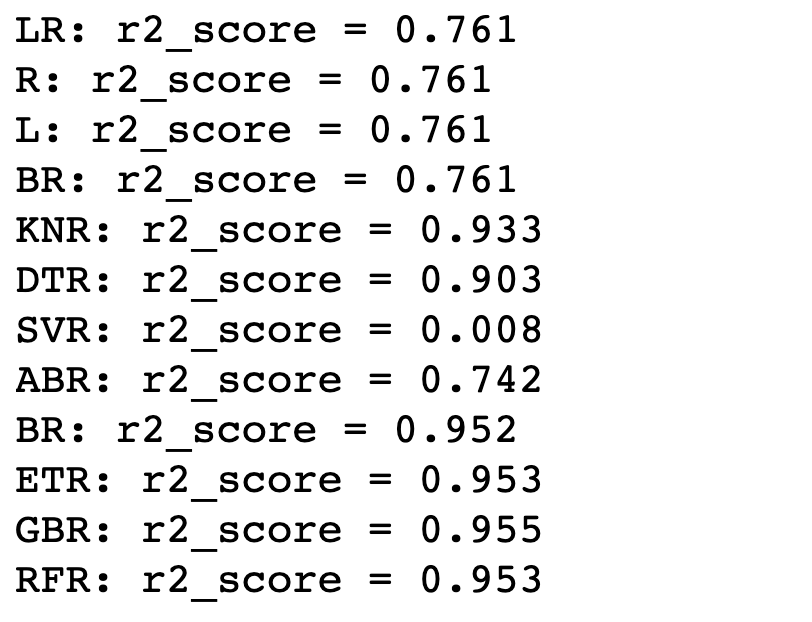 LR: r2_score = 0.761
R: r2_score = 0.761
L: r2_score = 0.761
BR: r2_score = 0.761
KNR: r2_score = 0.933
DTR: r2_score = 0.903
SVR: r2_score = 0.008
ABR: r2_score = 0.742
BR: r2_score = 0.952
ETR: r2_score = 0.953
GBR: r2_score = 0.955
RFR: r2_score = 0.953